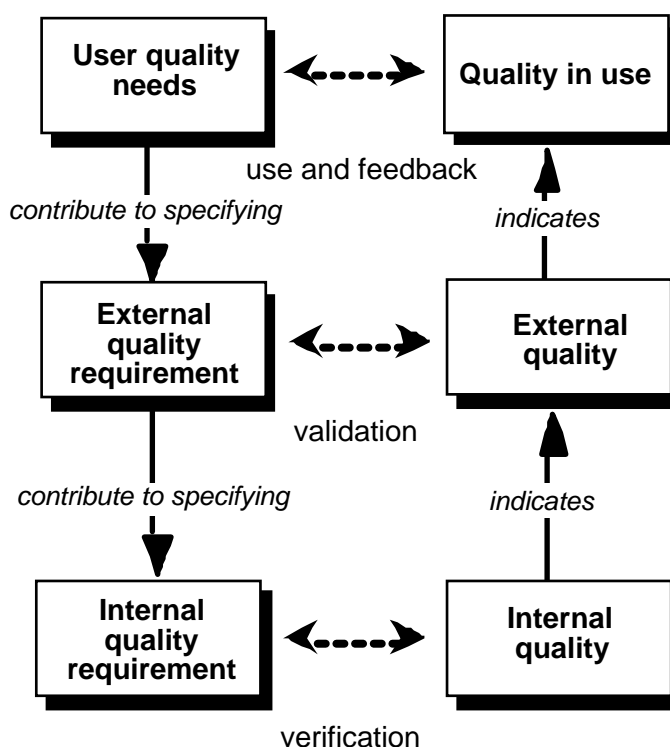 User quality
needs
Quality in use
use and feedback
contribute to specifying
indicates
External
quality
requirement
External
quality
validation
contribute to specifying
indicates
Internal
quality
requirement
Internal
quality
verification